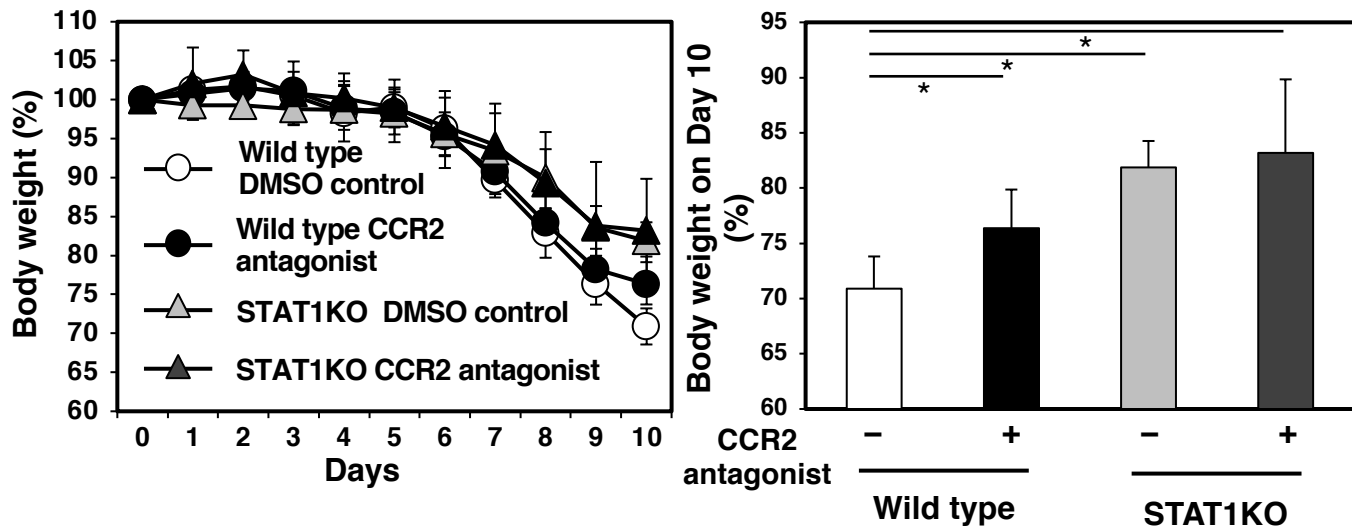 Body weight (%)
110
105
100
95
90
85
80
75
70
65
60
Wild type
DMSO control
Wild type CCR2
antagonist
STAT1KO DMSO control
STAT1KO CCR2 antagonist
0 1 2 3 4 5 6 7 8 9 10
Days
Body weight on Day 10
(%)
95
90
85
80
75
70
65
60
*
*
*
CCR2
antagonist
− + − +
Wild type STAT1KO